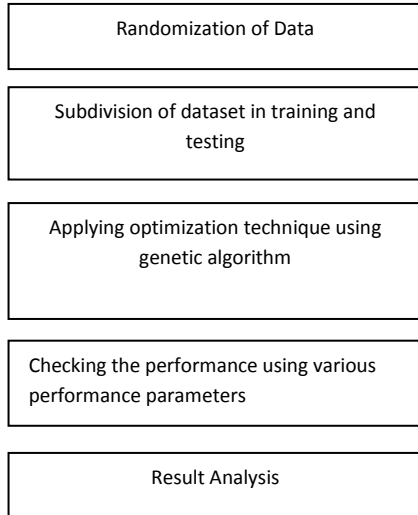 Randomization of Data
Subdivision of dataset in training and
testing
Applying optimization technique using
genetic algorithm
Checking the performance using various
performance parameters
Result Analysis